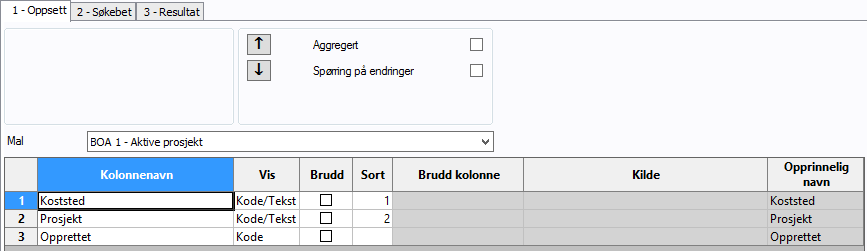 1 - Oppsett 2 - Søkebet 3 - Resultat
↑ Aggregert
↓ Spørring på endringer
Mal BOA 1 - Aktive prosjekt
Kolonnenavn Vis Brudd Sort Brudd kolonne Kilde Opprinnelig navn
1 Koststed Kode/Tekst 1 Koststed
2 Prosjekt Kode/Tekst 2 Prosjekt
3 Opprettet Kode Opprettet